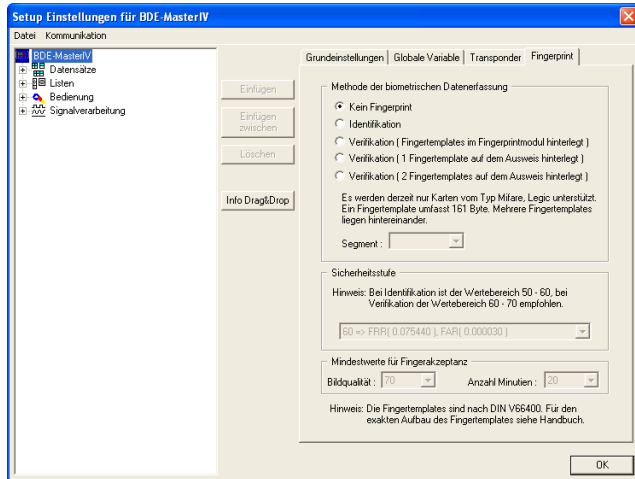 Setup Einstellungen für BDE-MasterIV
Datei Kommunikation
BDE-MasterIV
Datensätze
Listen
Bedienung
Signalverarbeitung
Einfügen
Einfügen
zwischen
Löschen
Info Drag&Drop
Grundeinstellungen Globale Variable Transponder Fingerprint
Methode der biometrischen Datenerfassung
Kein Fingerprint
Identifikation
Verifikation ( Fingertemplates im Fingerprintmodul hinterlegt )
Verifikation ( 1 Fingertemplate auf dem Ausweis hinterlegt )
Verifikation ( 2 Fingertemplates auf dem Ausweis hinterlegt )
Es werden derzeit nur Karten vom Typ Mifare, Legic unterstützt.
Ein Fingertemplate umfasst 161 Byte. Mehrere Fingertemplates
liegen hintereinander.
Segment :
Sicherheitsstufe
Hinweis: Bei Identifikation ist der Wertebereich 50 - 60, bei
Verifikation der Wertebereich 60 - 70 empfohlen.
60 => FRR( 0.075440 ), FAR( 0.000030 )
Mindestwerte für Fingerakzeptanz
Bildqualität : 70 Anzahl Minutien : 20
Hinweis: Die Fingertemplates sind nach DIN V66400. Für den
exakten Aufbau des Fingertemplates siehe Handbuch.
OK